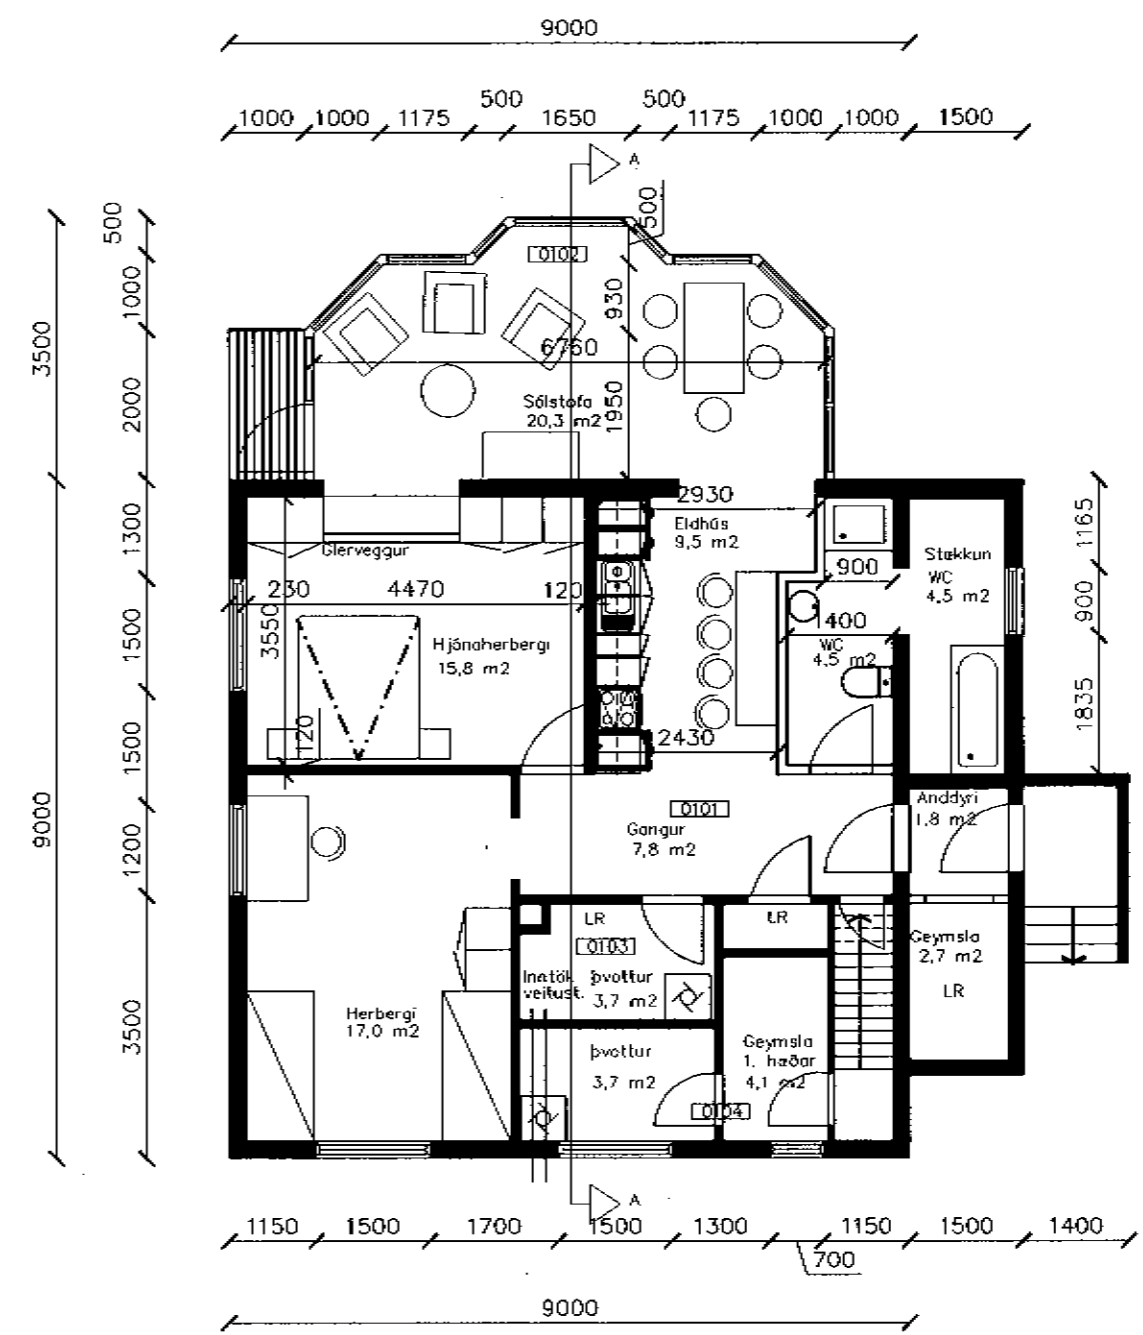 9000
500 500
1000 1000 1175 1650 1175 1000 1000 1500
A
500
500
0102
1000
930
3500
6760
2000
Sólstofa
20,3 m2
1950
2930
1300
Eldhús
9,5 m2
1165
Glerveggur
Stækkun
WC
4,5 m2
900
230 4470 120
900
3550
1400
1500
Hjónaherbergi
15,8 m2
WC
4,5 m2
1835
120
2430
1500
Anddyri
1,8 m2
0101
Gangur
7,8 m2
9000
1200
LR
LR
0103
Geymsla
2,7 m2
LR
Inntök
veitust.
þvottur
3,7 m2
Herbergi
17,0 m2
3500
þvottur
3,7 m2
Geymsla
1. hæðar
4,1 m2
0104
A
1150 1500 1700 1500 1300 1150 1500 1400
700
9000